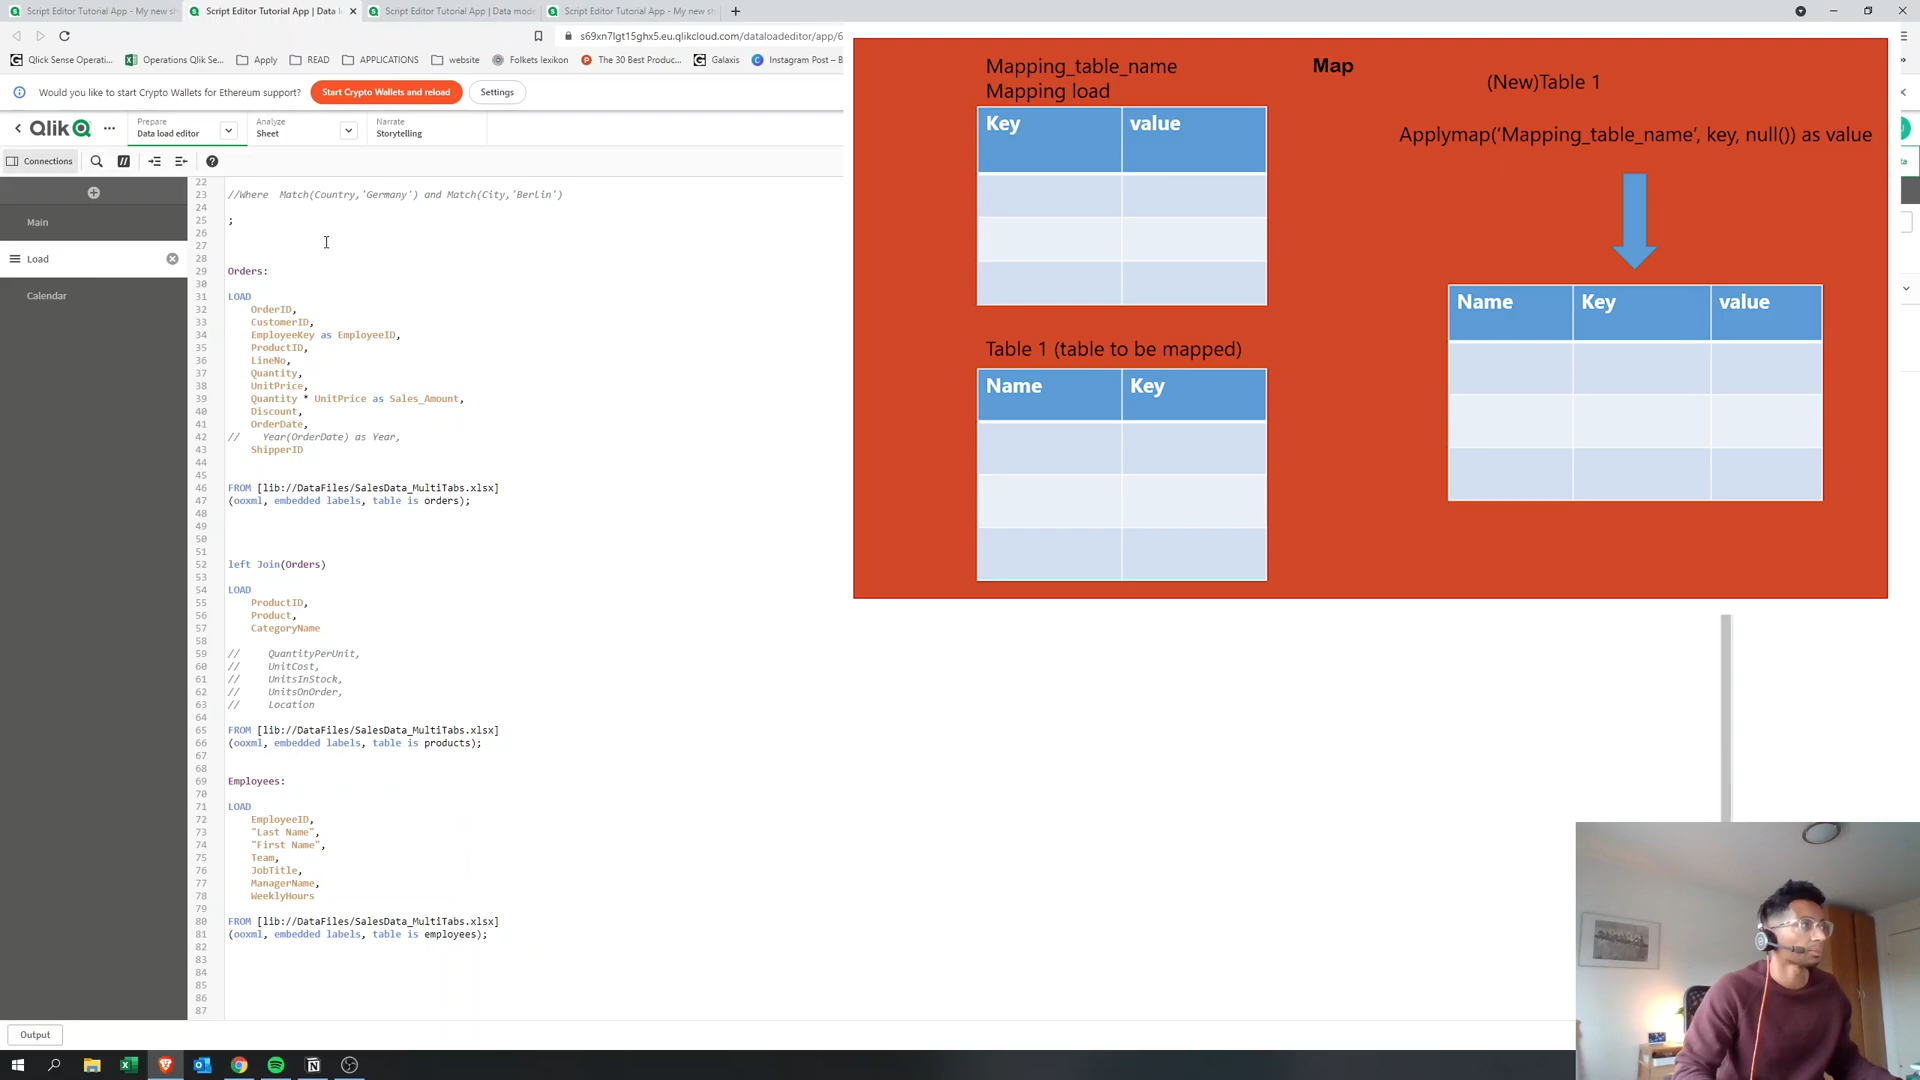 Script Editor Tutorial App - My new sh
Script Editor Tutorial App | Data l
Script Editor Tutorial App | Data mode
Script Editor Tutorial App - My new sh
s69xn7lgt15ghx5.eu.qlikcloud.com/dataloadeditor/app/6
Qlick Sense Operati...
Operations Qlik Se...
Apply
READ
APPLICATIONS
website
Folkets lexikon
The 30 Best Produc...
Galaxis
Instagram Post – B
Would you like to start Crypto Wallets for Ethereum support?
Start Crypto Wallets and reload
Settings
Qlik
Prepare
Data load editor
Analyze
Sheet
Narrate
Storytelling
Connections
Main
Load
Calendar
22
23 //Where Match(Country,'Germany') and Match(City,'Berlin')
24
25 ;
26
27
28
29 Orders:
30
31 LOAD
32 OrderID,
33 CustomerID,
34 EmployeeKey as EmployeeID,
35 ProductID,
36 LineNo,
37 Quantity,
38 UnitPrice,
39 Quantity * UnitPrice as Sales_Amount,
40 Discount,
41 OrderDate,
42 // Year(OrderDate) as Year,
43 ShipperID
44
45
46 FROM [lib://DataFiles/SalesData_MultiTabs.xlsx]
47 (ooxml, embedded labels, table is orders);
48
49
50
51
52 left Join(Orders)
53
54 LOAD
55 ProductID,
56 Product,
57 CategoryName
58
59 // QuantityPerUnit,
60 // UnitCost,
61 // UnitsInStock,
62 // UnitsOnOrder,
63 // Location
64
65 FROM [lib://DataFiles/SalesData_MultiTabs.xlsx]
66 (ooxml, embedded labels, table is products);
67
68
69 Employees:
70
71 LOAD
72 EmployeeID,
73 "Last Name",
74 "First Name",
75 Team,
76 JobTitle,
77 ManagerName,
78 WeeklyHours
79
80 FROM [lib://DataFiles/SalesData_MultiTabs.xlsx]
81 (ooxml, embedded labels, table is employees);
82
83
84
85
86
87
Output
Mapping_table_name
Mapping load
Key value
Map
(New)Table 1
Applymap('Mapping_table_name', key, null()) as value
Table 1 (table to be mapped)
Name Key
Name Key value